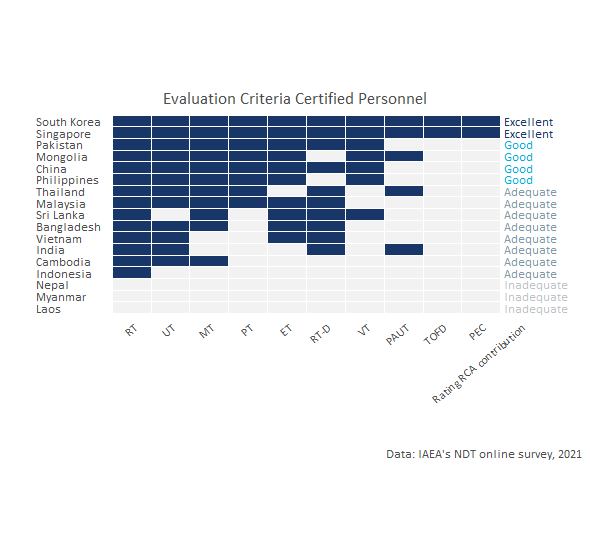 Evaluation Criteria Certified Personnel
South Korea Excellent
Singapore Excellent
Pakistan Good
Mongolia Good
China Good
Philippines Good
Thailand Adequate
Malaysia Adequate
Sri Lanka Adequate
Bangladesh Adequate
Vietnam Adequate
India Adequate
Cambodia Adequate
Indonesia Adequate
Nepal Inadequate
Myanmar Inadequate
Laos Inadequate
RT UT MT PT ET RT-D VT PAUT TOFD PEC Rating RCA contribution
Data: IAEA's NDT online survey, 2021